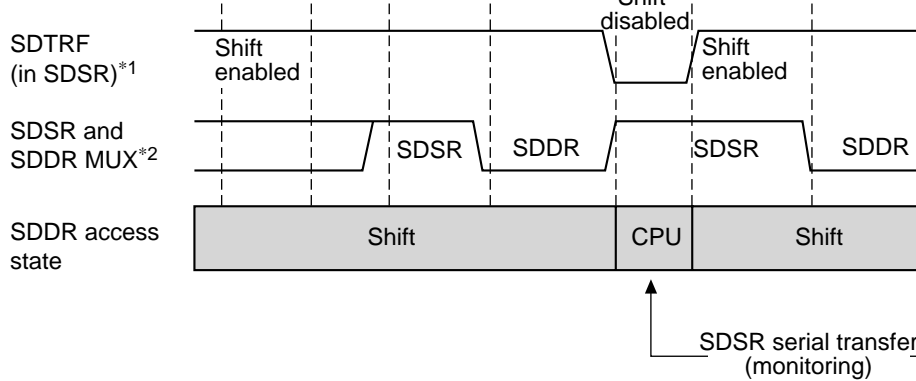 Shift
disabled
SDTRF
(in SDSR)*1
Shift
enabled
Shift
enabled
SDSR and
SDDR MUX*2
SDSR
SDDR
SDSR
SDDR
SDDR access
state
Shift
CPU
Shift
SDSR serial transfer
(monitoring)